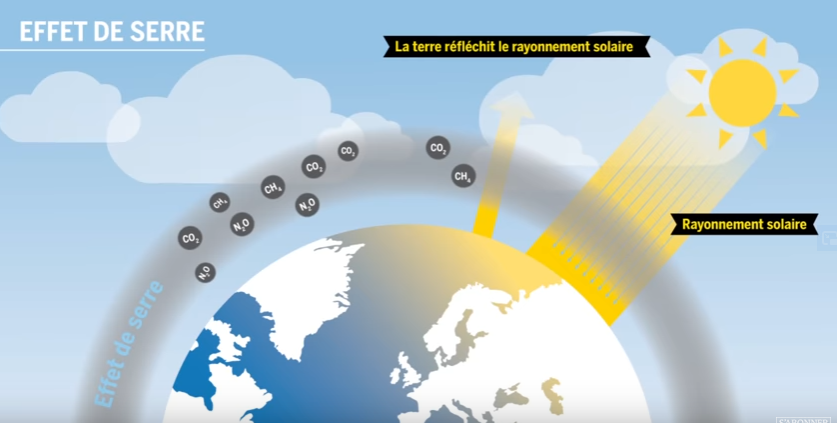 EFFET DE SERRE
La terre réfléchit le rayonnement solaire
Rayonnement solaire
CO₂
CO₂
CO₂
CH₄
CH₄
CH₄
N₂O
N₂O
CO₂
N₂O
Effet de serre
S'ABONNER